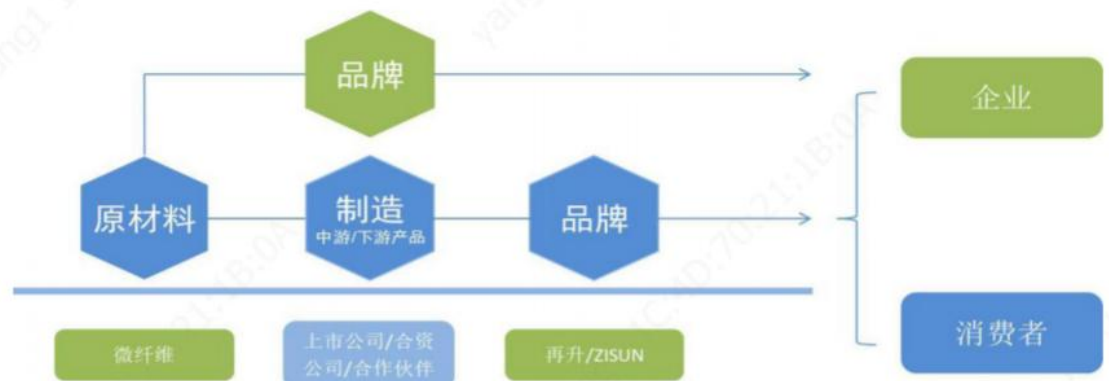 品牌
企业
原材料
制造
中游/下游产品
品牌
微纤维
上市公司/合资
公司/合作伙伴
再升/ZISUN
消费者